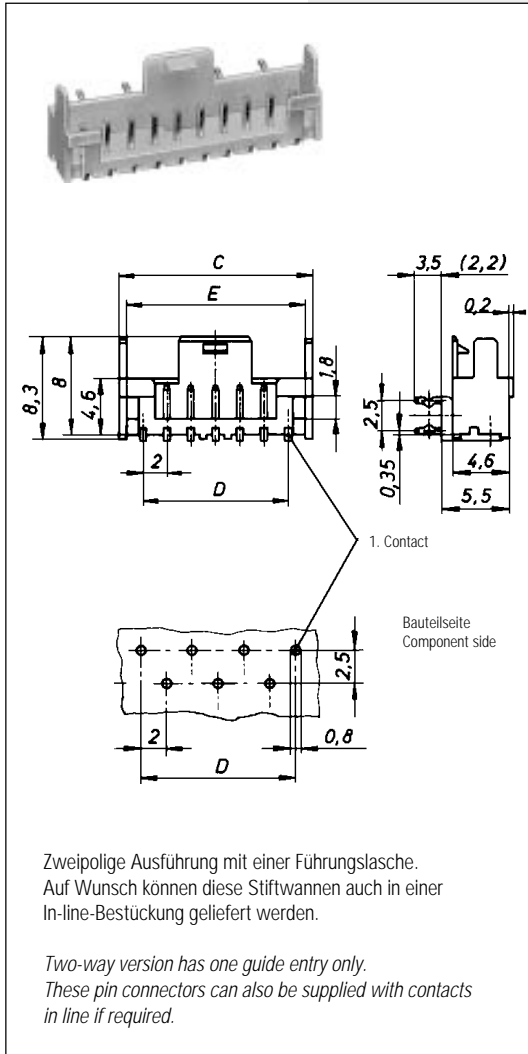 C
E
3,5
(2,2)
0,2
8,3
8
4,6
1,8
2
D
2,5
0,35
4,6
5,5
1. Contact
Bauteilseite
Component side
2,5
2
D
0,8
Zweipolige Ausführung mit einer Führungslasche.
Auf Wunsch können diese Stiftwannen auch in einer
In-line-Bestückung geliefert werden.
Two-way version has one guide entry only.
These pin connectors can also be supplied with contacts
in line if required.